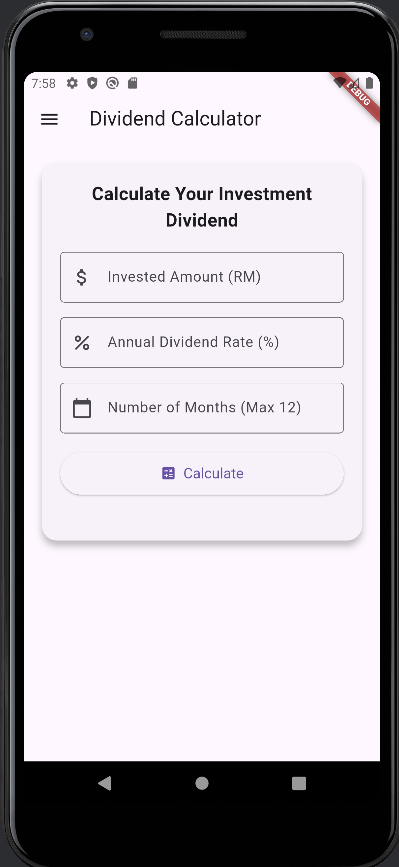 7:58
DEBUG
Dividend Calculator
Calculate Your Investment
Dividend
$ Invested Amount (RM)
% Annual Dividend Rate (%)
Number of Months (Max 12)
Calculate